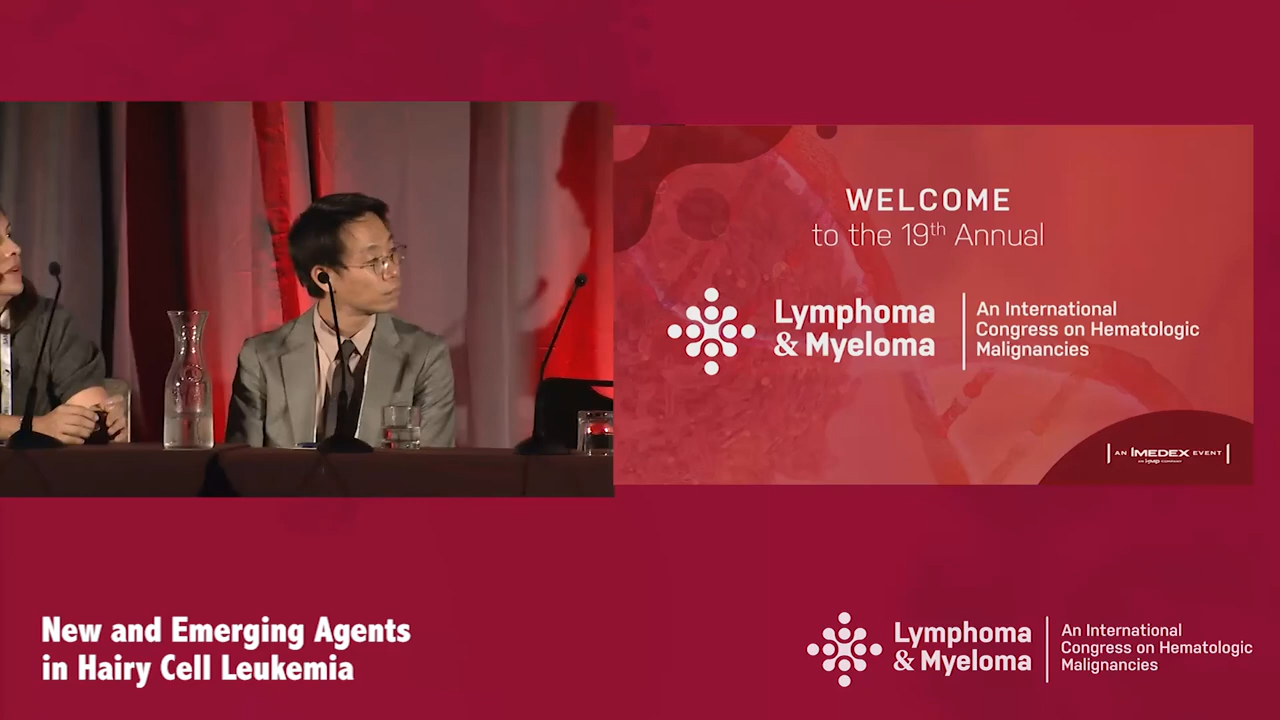 WELCOME
to the 19th Annual
Lymphoma
& Myeloma
An International
Congress on Hematologic
Malignancies
AN IMEDEX EVENT
New and Emerging Agents
in Hairy Cell Leukemia
Lymphoma
& Myeloma
An International
Congress on Hematologic
Malignancies